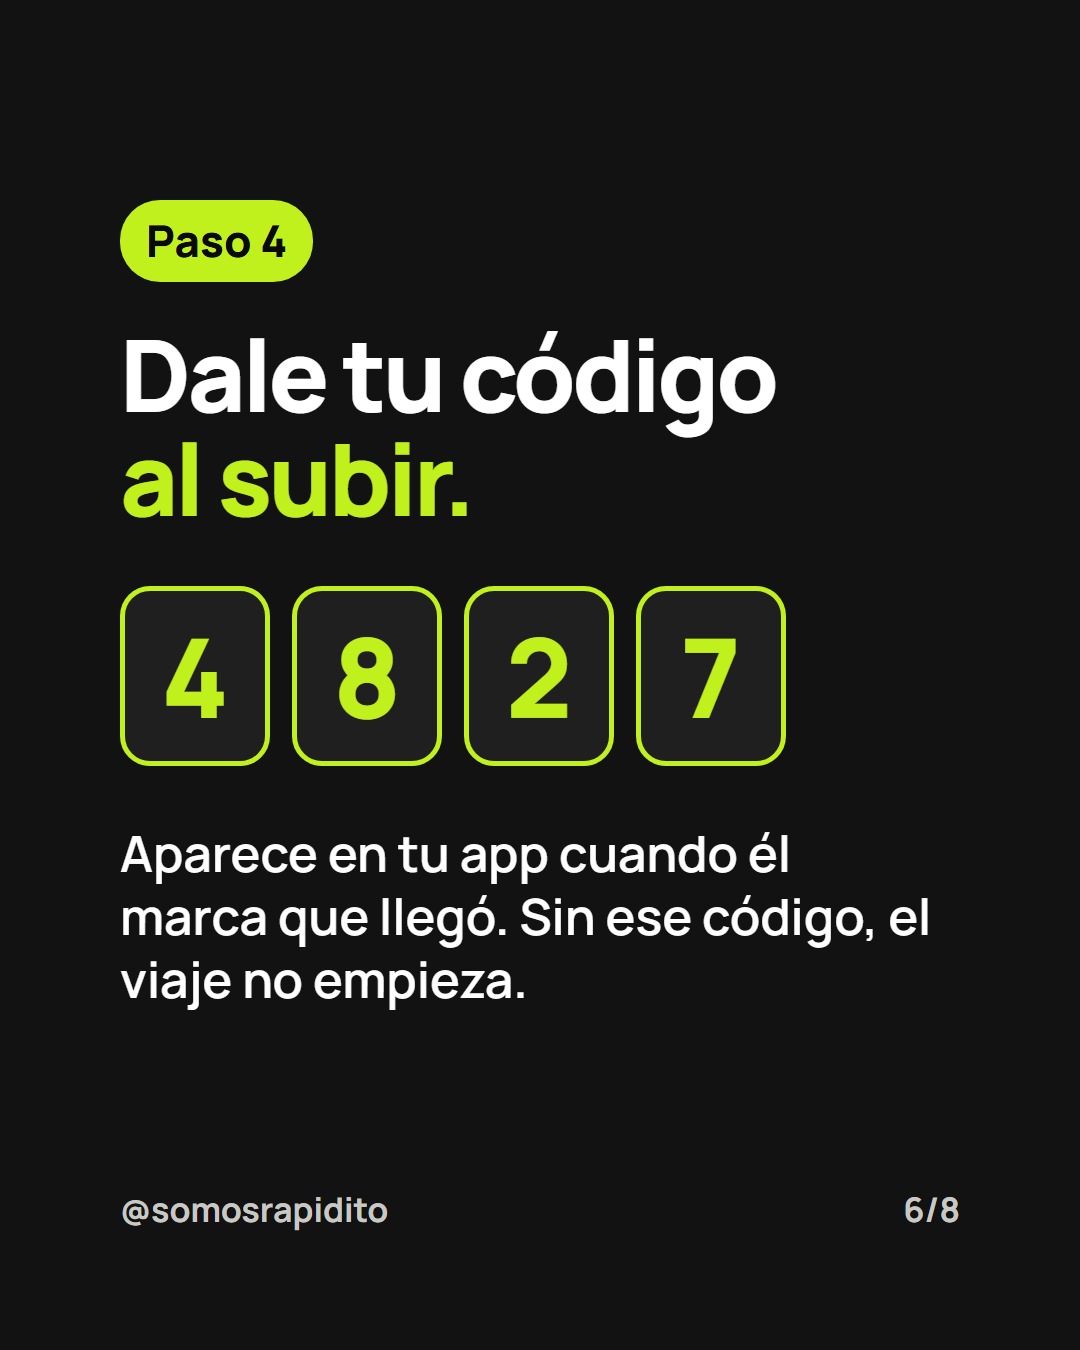 Paso 4
Dale tu código
al subir.
4 8 2 7
Aparece en tu app cuando él
marca que llegó. Sin ese código, el
viaje no empieza.
@somosrapidito
6/8